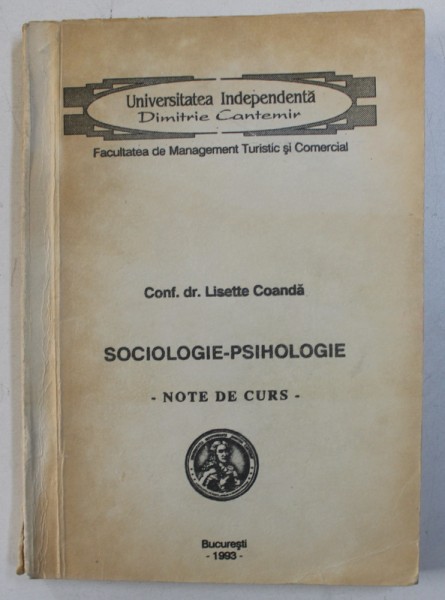 Universitatea Independentă
Dimitrie Cantemir
Facultatea de Management Turistic și Comercial
Conf. dr. Lisette Coandă
SOCIOLOGIE-PSIHOLOGIE
- NOTE DE CURS -
București
- 1993 -